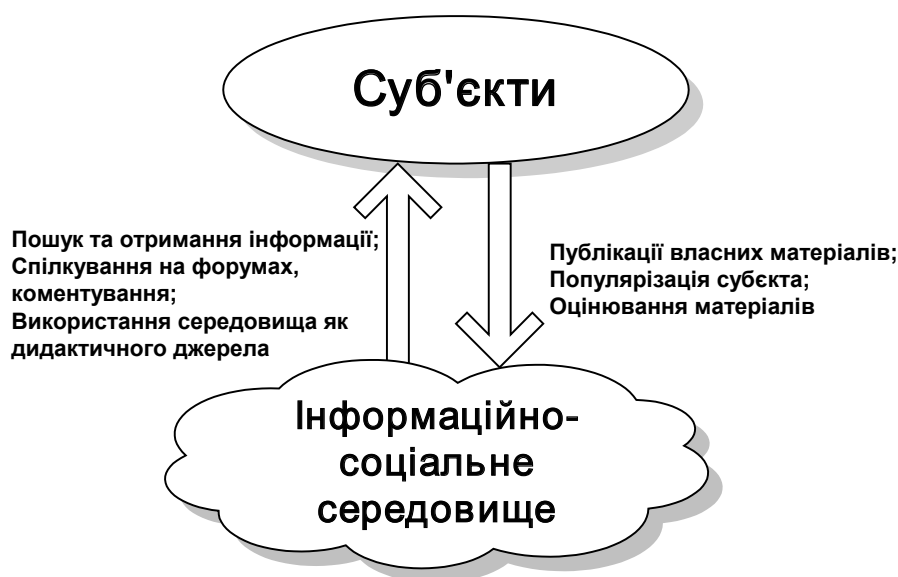 Суб'єкти
Пошук та отримання інформації;
Спілкування на форумах,
коментування;
Використання середовища як
дидактичного джерела
Публікації власних матеріалів;
Популярізація субєкта;
Оцінювання матеріалів
Інформаційно-
соціальне
середовище